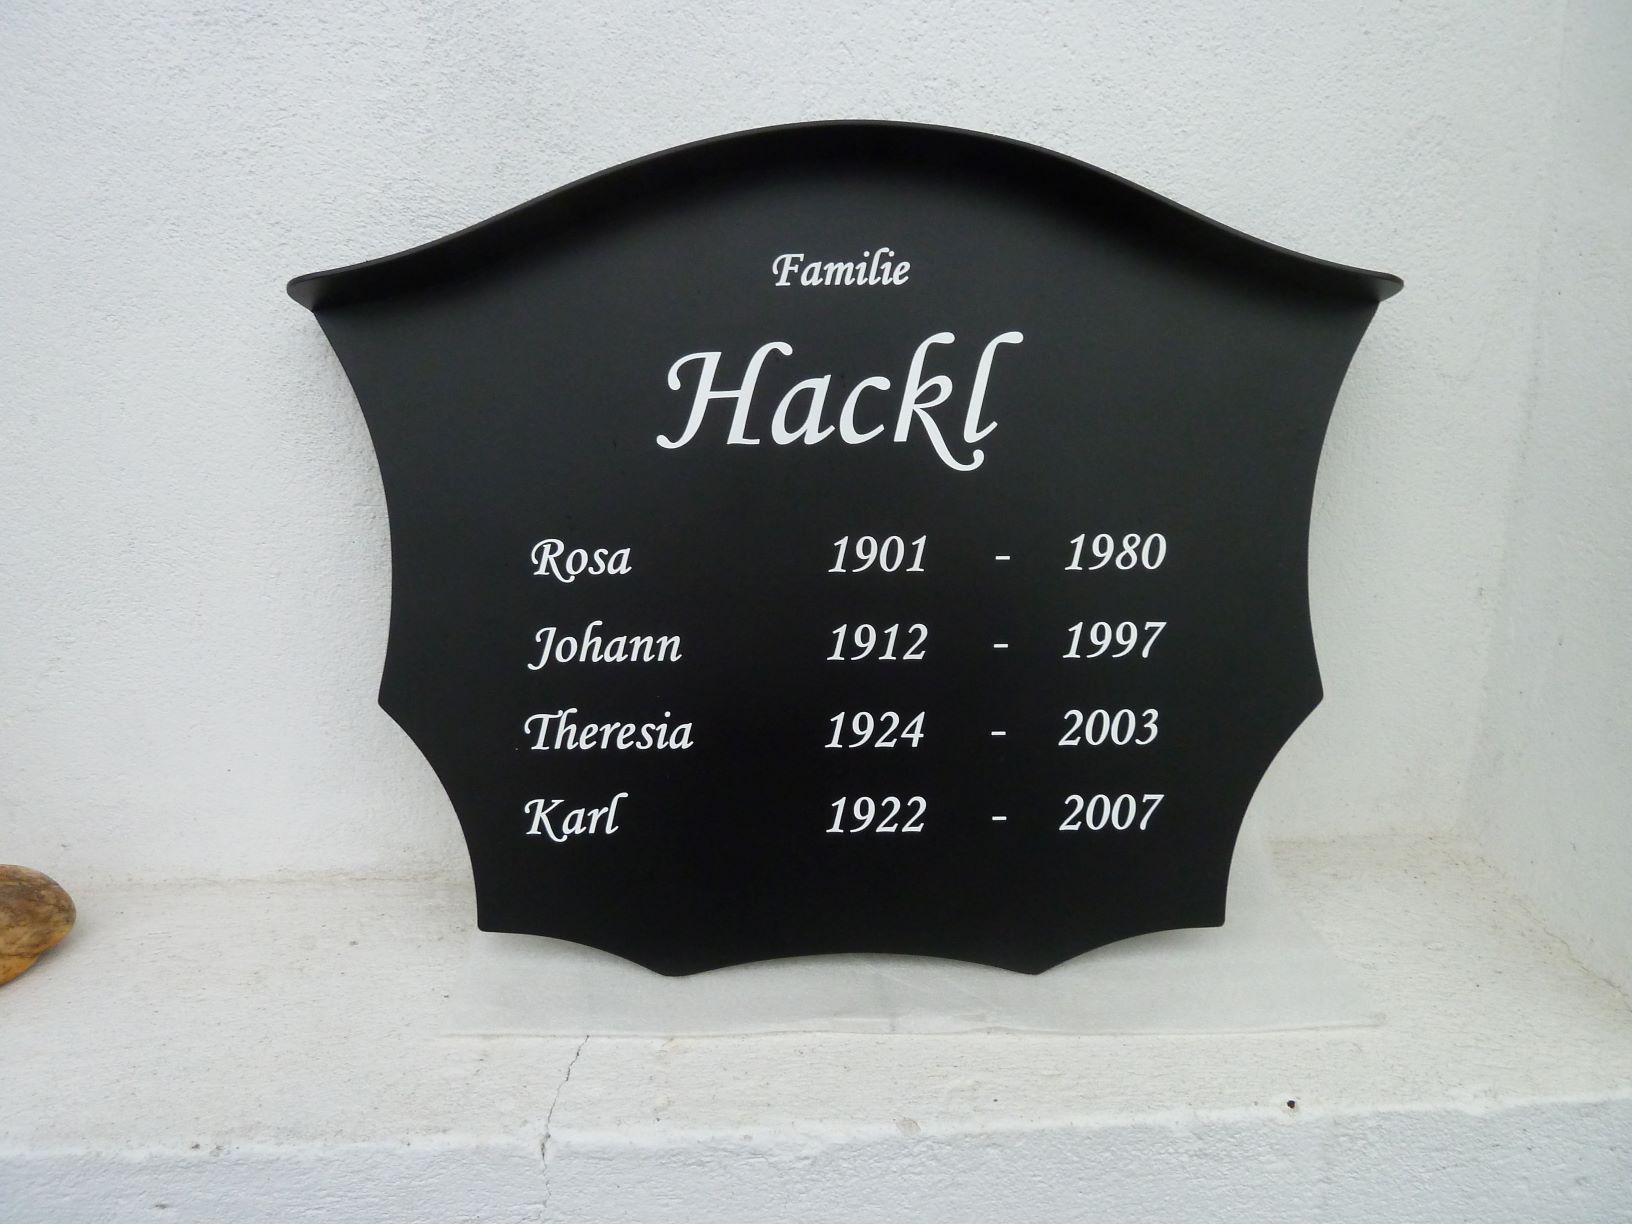 Familie
Hackl
Rosa 1901 - 1980
Johann 1912 - 1997
Theresia 1924 - 2003
Karl 1922 - 2007